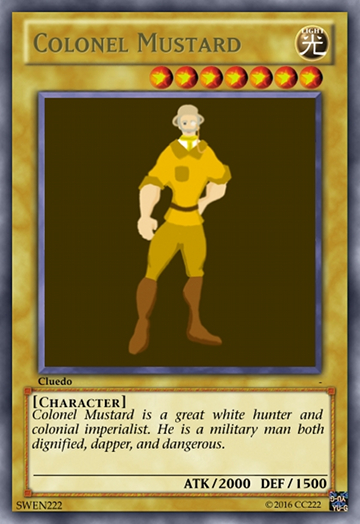 Colonel Mustard
LIGHT
光
Cluedo
-
[Character]
Colonel Mustard is a great white hunter and
colonial imperialist. He is a military man both
dignified, dapper, and dangerous.
ATK/2000 DEF/1500
SWEN222
©2016 CC222